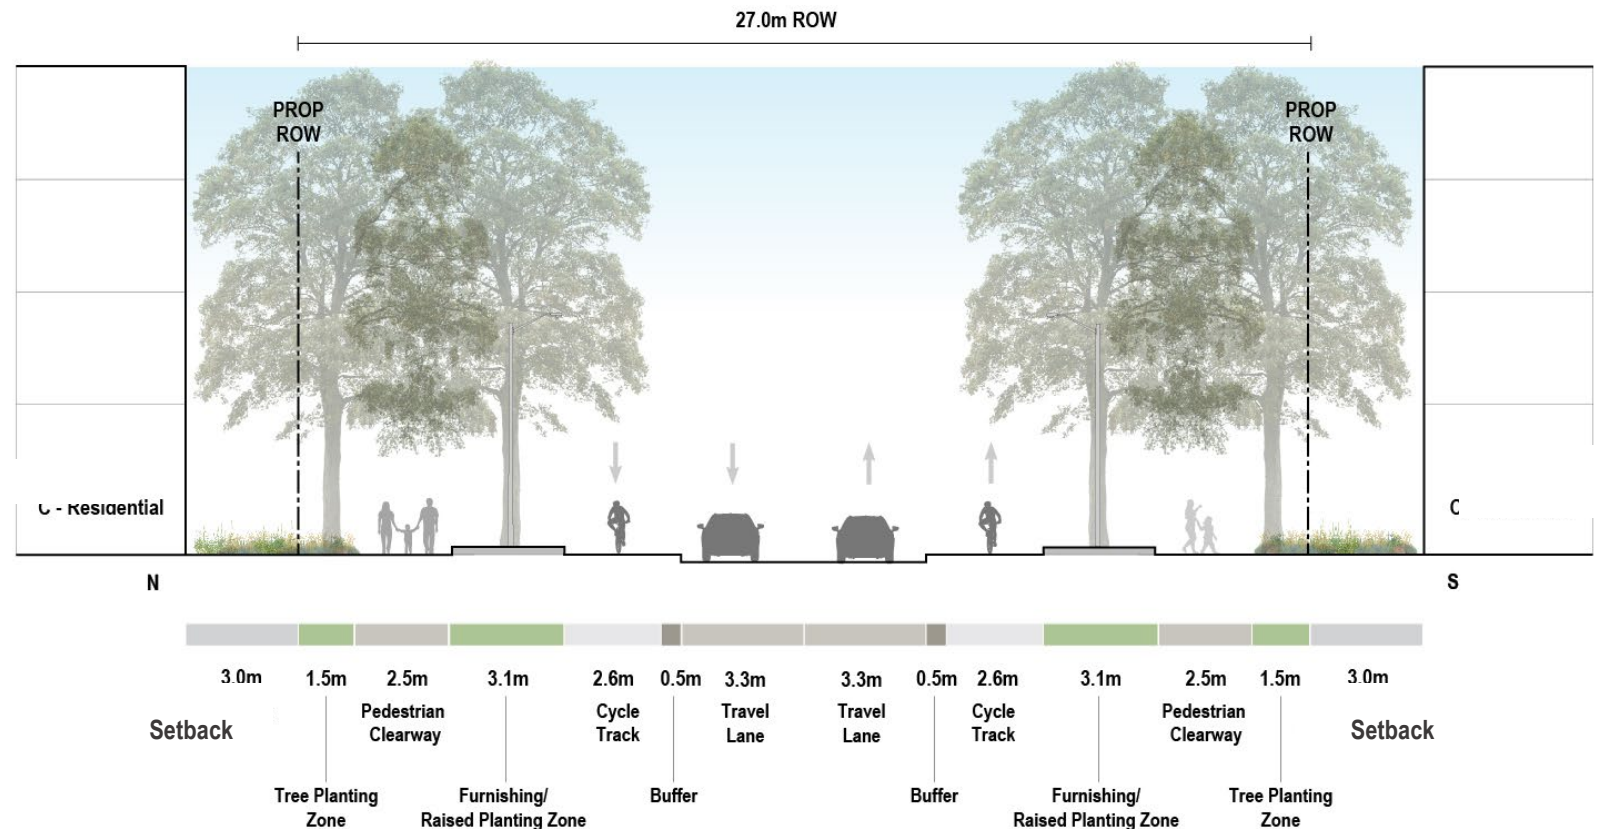 27.0m ROW
PROP
ROW
PROP
ROW
C - Residential
C
N
S
3.0m 1.5m 2.5m 3.1m 2.6m 0.5m 3.3m 3.3m 0.5m 2.6m 3.1m 2.5m 1.5m 3.0m
Setback
Pedestrian
Clearway
Cycle
Track
Travel
Lane
Travel
Lane
Cycle
Track
Pedestrian
Clearway
Setback
Tree Planting
Zone
Furnishing/
Raised Planting Zone
Buffer
Buffer
Furnishing/
Raised Planting Zone
Tree Planting
Zone